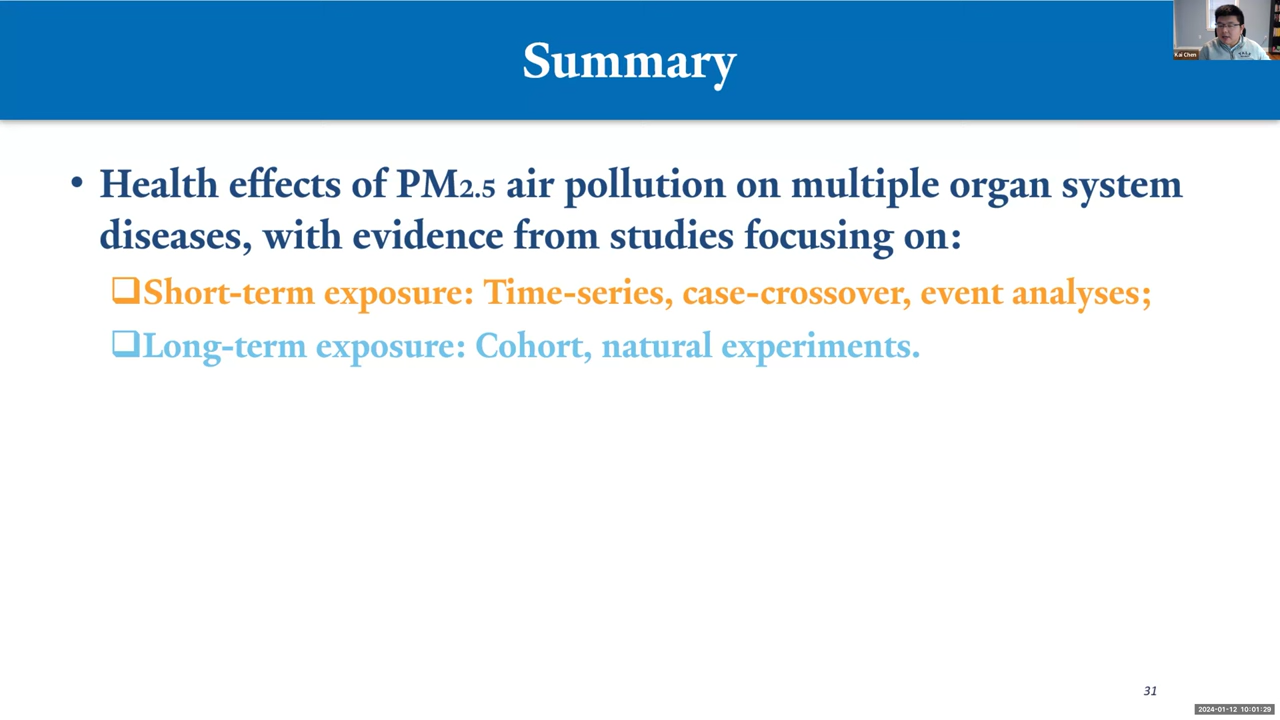 Summary
Kai Chen
• Health effects of PM2.5 air pollution on multiple organ system
diseases, with evidence from studies focusing on:
❑Short-term exposure: Time-series, case-crossover, event analyses;
❑Long-term exposure: Cohort, natural experiments.
31
2024-01-12 10:01:29